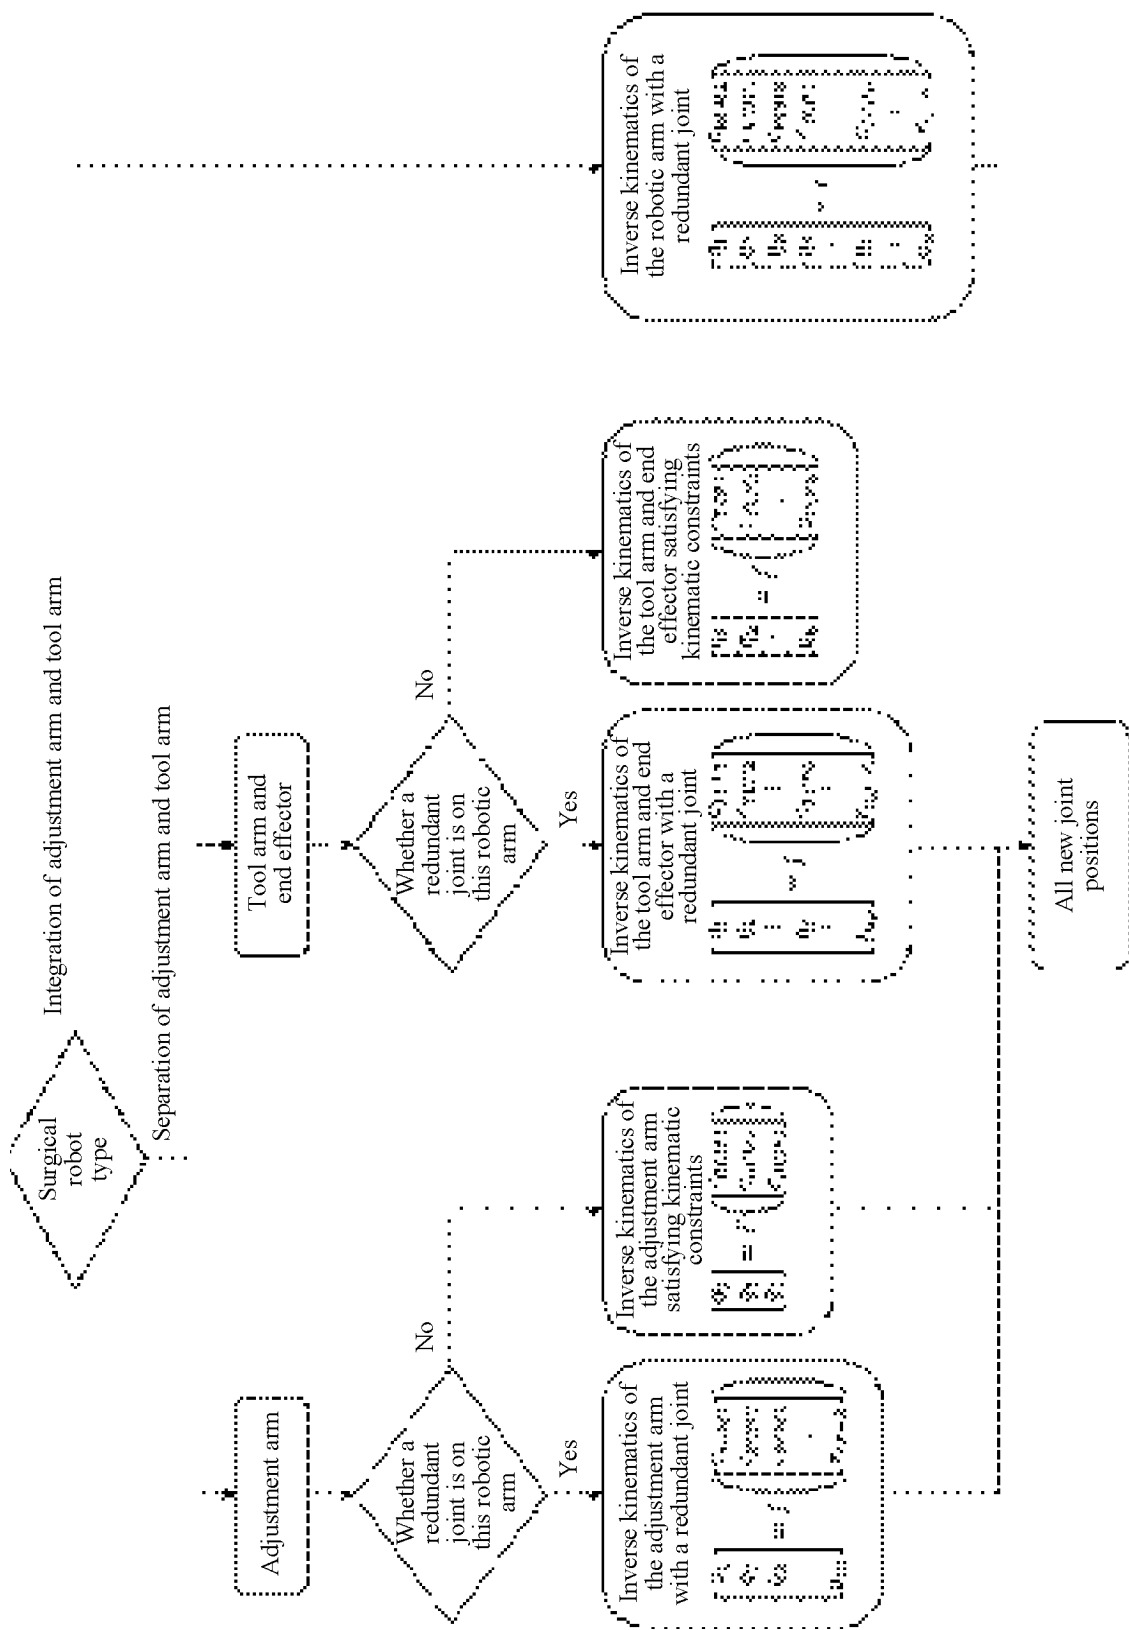 Surgical
robot
type
Integration of adjustment arm and tool arm
Separation of adjustment arm and tool arm
Adjustment arm
Tool arm and
end effector
Whether a
redundant
joint is on
this robotic
arm
No
Yes
Whether a
redundant
joint is on
this robotic
arm
No
Yes
Inverse kinematics of
the adjustment arm
with a redundant joint
Inverse kinematics of
the adjustment arm
satisfying kinematic
constraints
Inverse kinematics of
the tool arm and end
effector with a
redundant joint
Inverse kinematics of
the tool arm and end
effector satisfying
kinematic constraints
Inverse kinematics of
the robotic arm with a
redundant joint
All new joint
positions